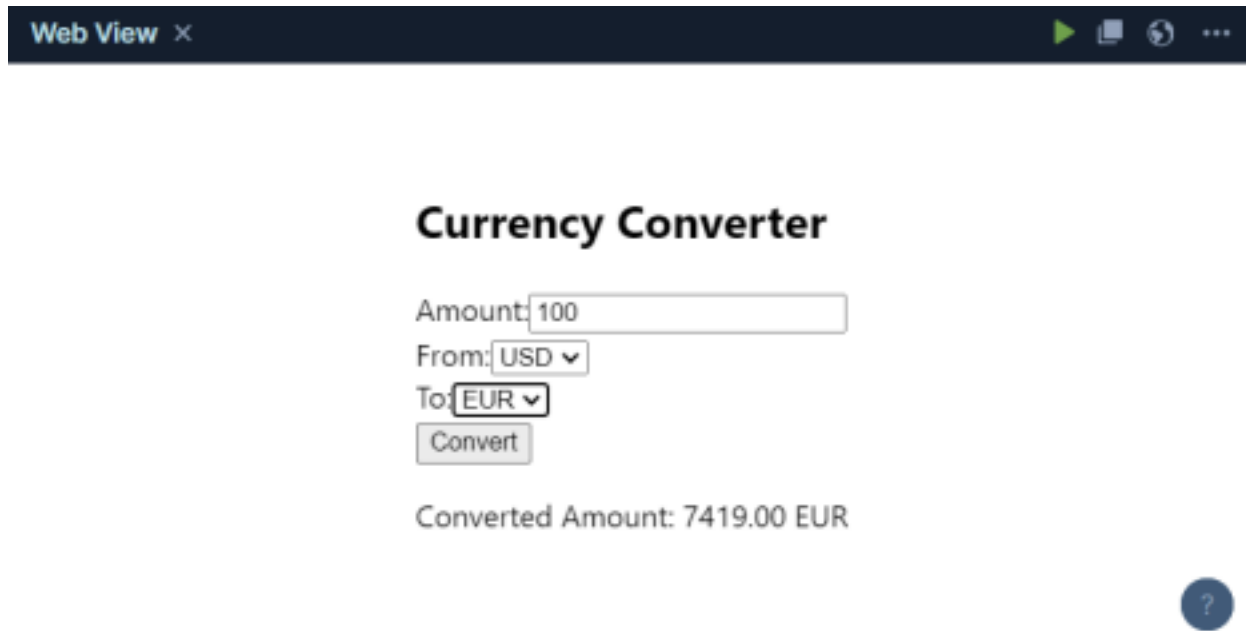 Web View ×
Currency Converter
Amount: 100
From: USD
To: EUR
Convert
Converted Amount: 7419.00 EUR
?